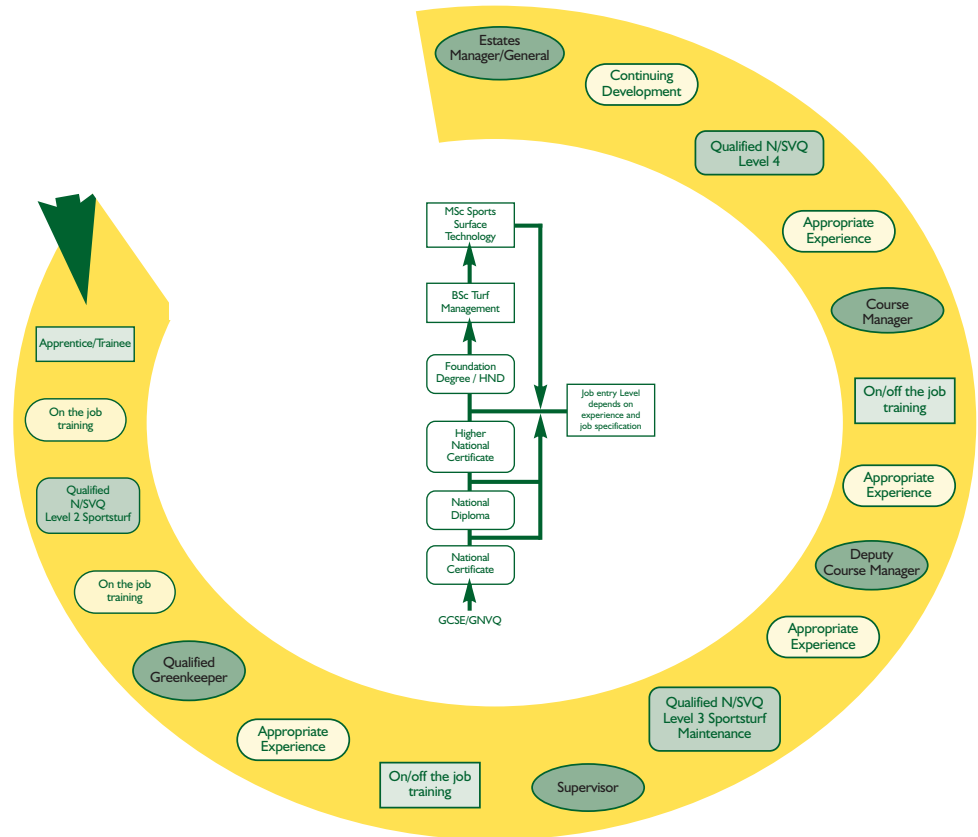 Estates
Manager/General
Continuing
Development
Qualified N/SVQ
Level 4
Appropriate
Experience
Course
Manager
On/off the job
training
Appropriate
Experience
Deputy
Course Manager
Appropriate
Experience
Qualified N/SVQ
Level 3 Sportsturf
Maintenance
Supervisor
On/off the job
training
Appropriate
Experience
Qualified
Greenkeeper
On the job
training
Qualified
N/SVQ
Level 2 Sportsturf
On the job
training
Apprentice/Trainee
MSc Sports
Surface
Technology
BSc Turf
Management
Foundation
Degree / HND
Job entry Level
depends on
experience and
job specification
Higher
National
Certificate
National
Diploma
National
Certificate
GCSE/GNVQ